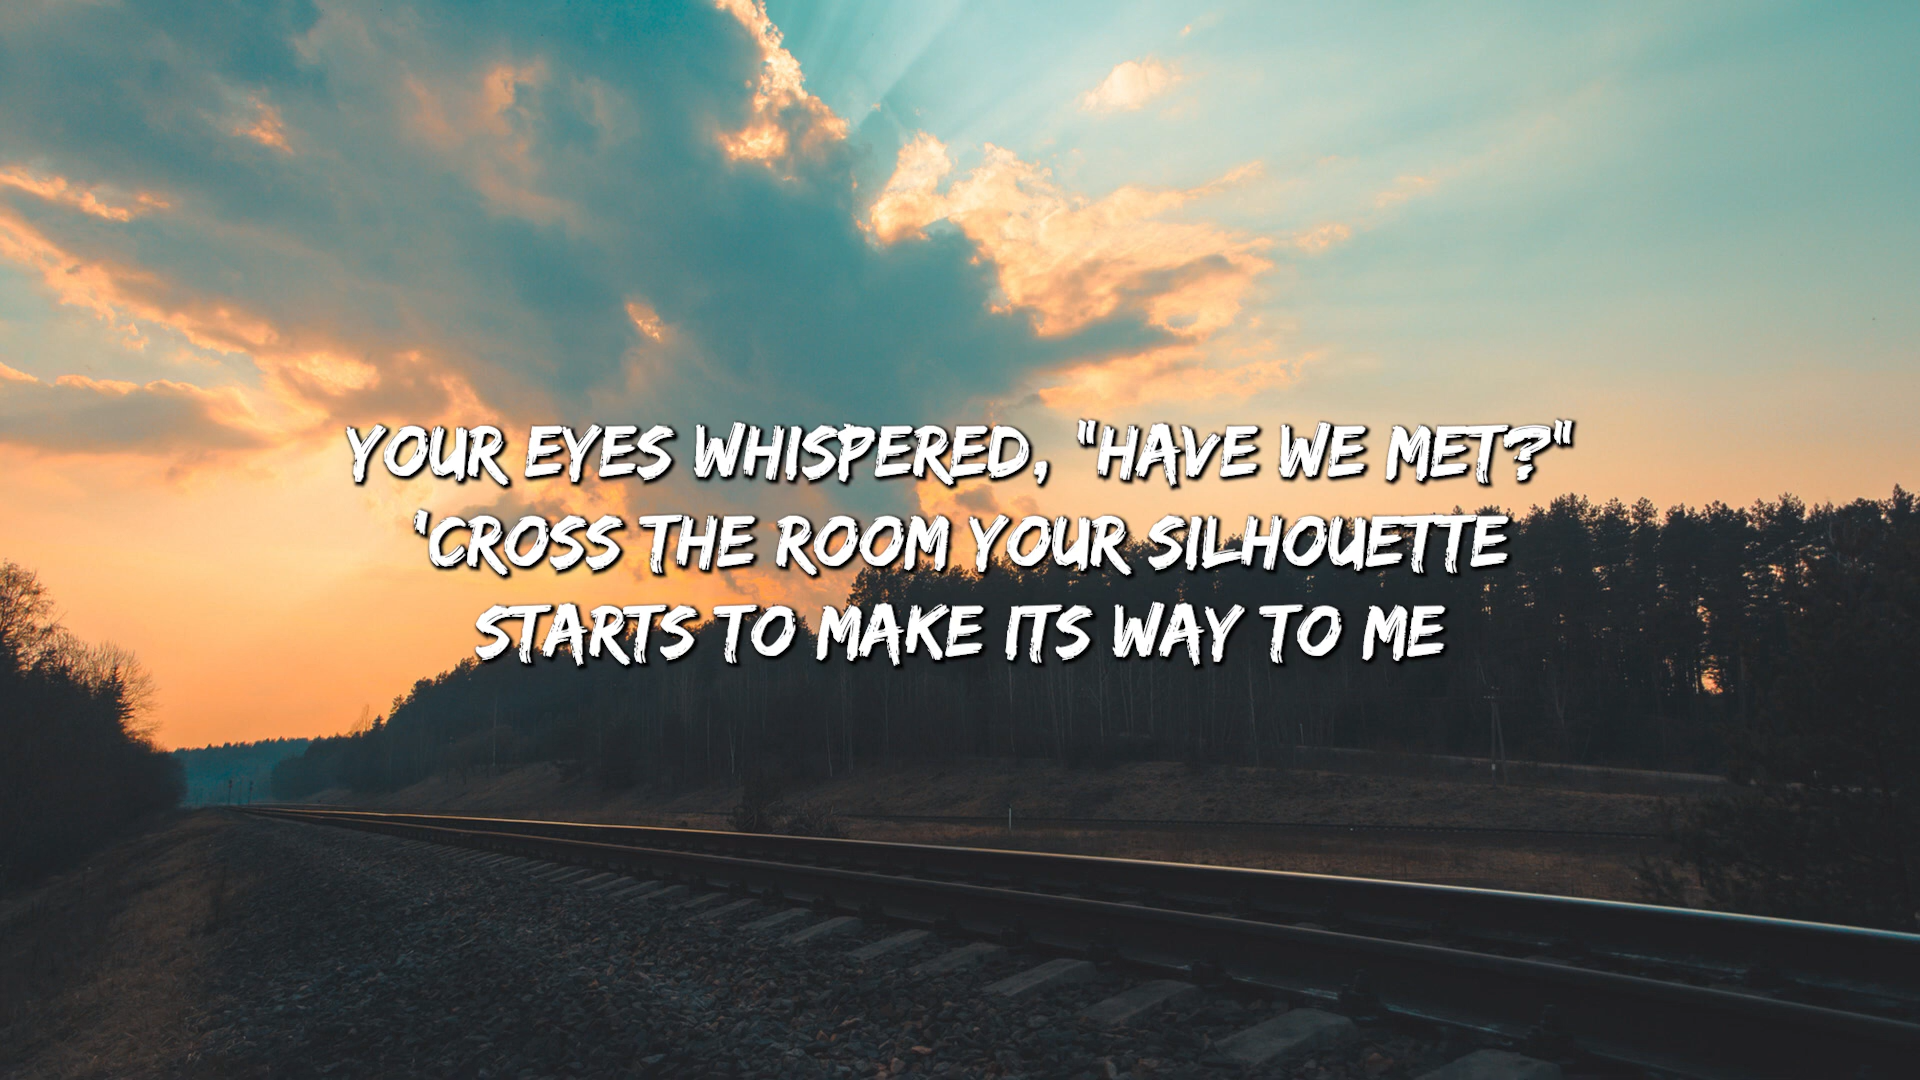 YOUR EYES WHISPERED, "HAVE WE MET?"
'CROSS THE ROOM YOUR SILHOUETTE
STARTS TO MAKE ITS WAY TO ME